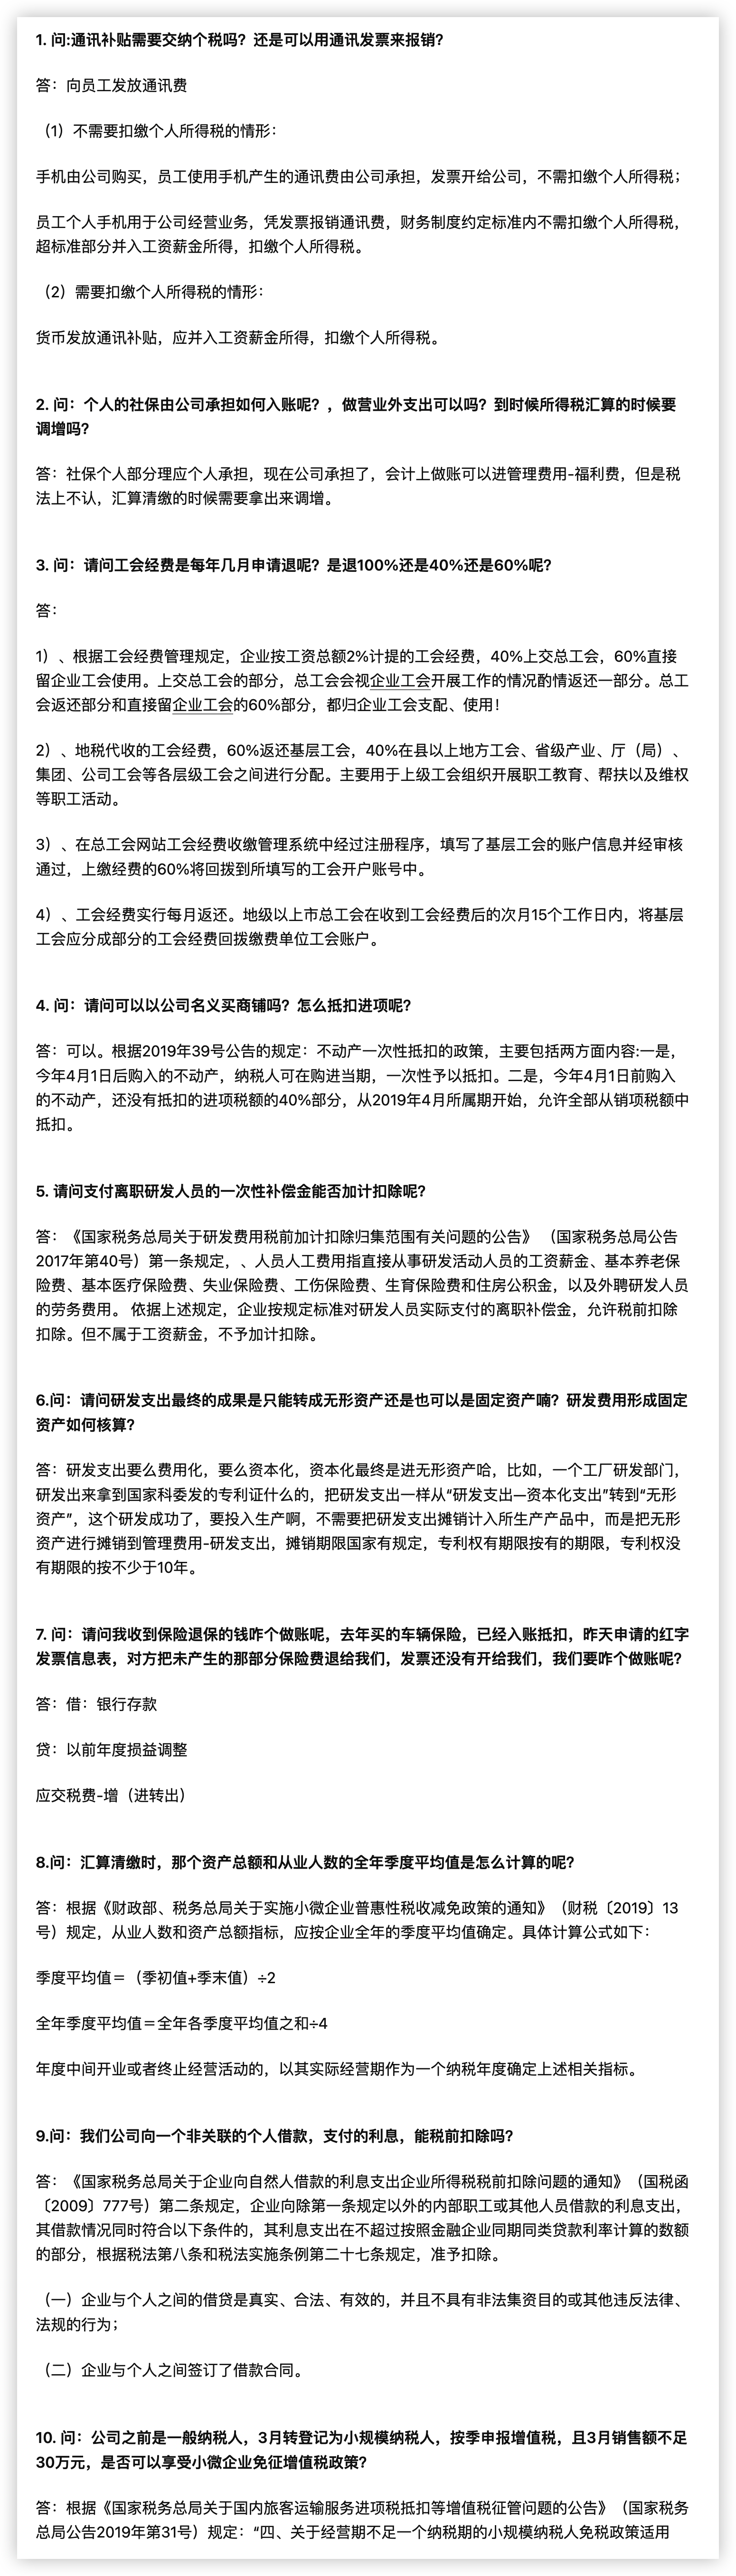 1. 问:通讯补贴需要交纳个税吗？还是可以用通讯发票来报销?
答：向员工发放通讯费
（1）不需要扣缴个人所得税的情形：
手机由公司购买，员工使用手机产生的通讯费由公司承担，发票开给公司，不需扣缴个人所得税；
员工个人手机用于公司经营业务，凭发票报销通讯费，财务制度约定标准内不需扣缴个人所得税，
超标准部分并入工资薪金所得，扣缴个人所得税。
（2）需要扣缴个人所得税的情形：
货币发放通讯补贴，应并入工资薪金所得，扣缴个人所得税。
2. 问：个人的社保由公司承担如何入账呢？，做营业外支出可以吗？到时候所得税汇算的时候要
调增吗?
答：社保个人部分理应个人承担，现在公司承担了，会计上做账可以进管理费用-福利费，但是税
法上不认，汇算清缴的时候需要拿出来调增。
3. 问：请问工会经费是每年几月申请退呢？是退100%还是40%还是60%呢?
答：
1）、根据工会经费管理规定，企业按工资总额2%计提的工会经费，40%上交总工会，60%直接
留企业工会使用。上交总工会的部分，总工会会视企业工会开展工作的情况酌情返还一部分。总工
会返还部分和直接留企业工会的60%部分，都归企业工会支配、使用！
2）、地税代收的工会经费，60%返还基层工会，40%在县以上地方工会、省级产业、厅（局）、
集团、公司工会等各层级工会之间进行分配。主要用于上级工会组织开展职工教育、帮扶以及维权
等职工活动。
3）、在总工会网站工会经费收缴管理系统中经过注册程序，填写了基层工会的账户信息并经审核
通过，上缴经费的60%将回拨到所填写的工会开户账号中。
4）、工会经费实行每月返还。地级以上市总工会在收到工会经费后的次月15个工作日内，将基层
工会应分成部分的工会经费回拨缴费单位工会账户。
4. 问：请问可以以公司名义买商铺吗？怎么抵扣进项呢?
答：可以。根据2019年39号公告的规定：不动产一次性抵扣的政策，主要包括两方面内容:一是，
今年4月1日后购入的不动产，纳税人可在购进当期，一次性予以抵扣。二是，今年4月1日前购入
的不动产，还没有抵扣的进项税额的40%部分，从2019年4月所属期开始，允许全部从销项税额中
抵扣。
5. 请问支付离职研发人员的一次性补偿金能否加计扣除呢?
答：《国家税务总局关于研发费用税前加计扣除归集范围有关问题的公告》（国家税务总局公告
2017年第40号）第一条规定，、人员人工费用指直接从事研发活动人员的工资薪金、基本养老保
险费、基本医疗保险费、失业保险费、工伤保险费、生育保险费和住房公积金，以及外聘研发人员
的劳务费用。 依据上述规定，企业按规定标准对研发人员实际支付的离职补偿金，允许税前扣除
扣除。但不属于工资薪金，不予加计扣除。
6.问：请问研发支出最终的成果是只能转成无形资产还是也可以是固定资产喃？研发费用形成固定
资产如何核算?
答：研发支出要么费用化，要么资本化，资本化最终是进无形资产哈，比如，一个工厂研发部门，
研发出来拿到国家科委发的专利证什么的，把研发支出一样从“研发支出—资本化支出”转到“无形
资产”，这个研发成功了，要投入生产啊，不需要把研发支出摊销计入所生产产品中，而是把无形
资产进行摊销到管理费用-研发支出，摊销期限国家有规定，专利权有期限按有的期限，专利权没
有期限的按不少于10年。
7. 问：请问我收到保险退保的钱咋个做账呢，去年买的车辆保险，已经入账抵扣，昨天申请的红字
发票信息表，对方把未产生的那部分保险费退给我们，发票还没有开给我们，我们要咋个做账呢?
答：借：银行存款
贷：以前年度损益调整
应交税费-增（进转出）
8.问：汇算清缴时，那个资产总额和从业人数的全年季度平均值是怎么计算的呢?
答：根据《财政部、税务总局关于实施小微企业普惠性税收减免政策的通知》（财税〔2019〕13
号）规定，从业人数和资产总额指标，应按企业全年的季度平均值确定。具体计算公式如下：
季度平均值＝（季初值+季末值）÷2
全年季度平均值＝全年各季度平均值之和÷4
年度中间开业或者终止经营活动的，以其实际经营期作为一个纳税年度确定上述相关指标。
9.问：我们公司向一个非关联的个人借款，支付的利息，能税前扣除吗?
答：《国家税务总局关于企业向自然人借款的利息支出企业所得税税前扣除问题的通知》（国税函
〔2009〕777号）第二条规定，企业向除第一条规定以外的内部职工或其他人员借款的利息支出，
其借款情况同时符合以下条件的，其利息支出在不超过按照金融企业同期同类贷款利率计算的数额
的部分，根据税法第八条和税法实施条例第二十七条规定，准予扣除。
（一）企业与个人之间的借贷是真实、合法、有效的，并且不具有非法集资目的或其他违反法律、
法规的行为；
（二）企业与个人之间签订了借款合同。
10. 问：公司之前是一般纳税人，3月转登记为小规模纳税人，按季申报增值税，且3月销售额不足
30万元，是否可以享受小微企业免征增值税政策?
答：根据《国家税务总局关于国内旅客运输服务进项税抵扣等增值税征管问题的公告》（国家税务
总局公告2019年第31号）规定：“四、关于经营期不足一个纳税期的小规模纳税人免税政策适用